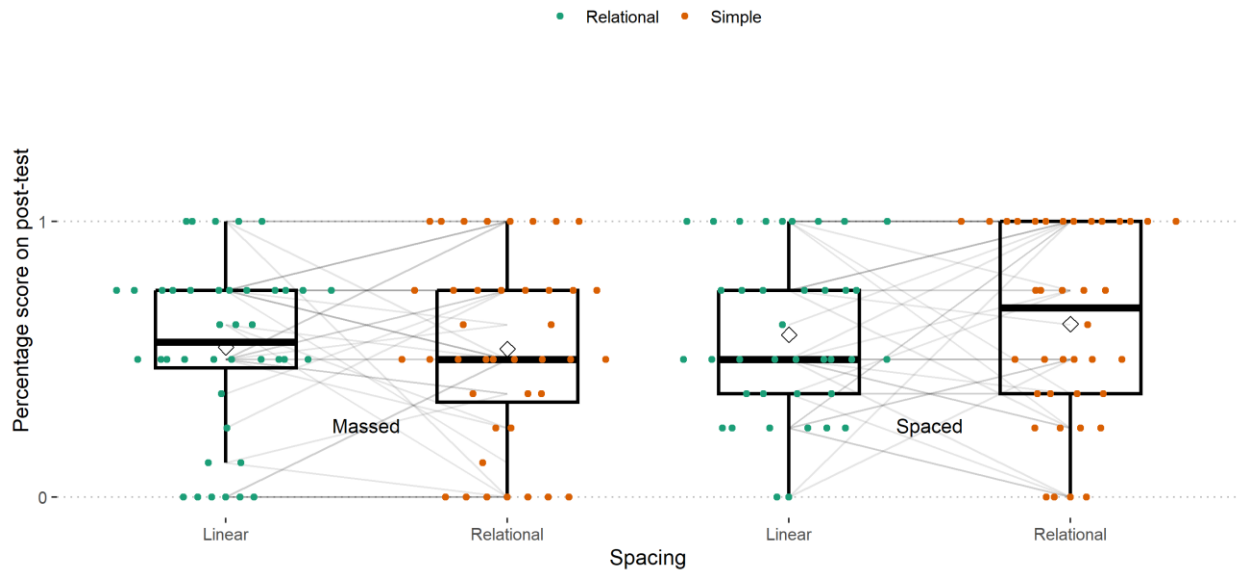 Relational Simple
Percentage score on post-test
1
0
Massed
Spaced
Linear Relational Linear Relational
Spacing